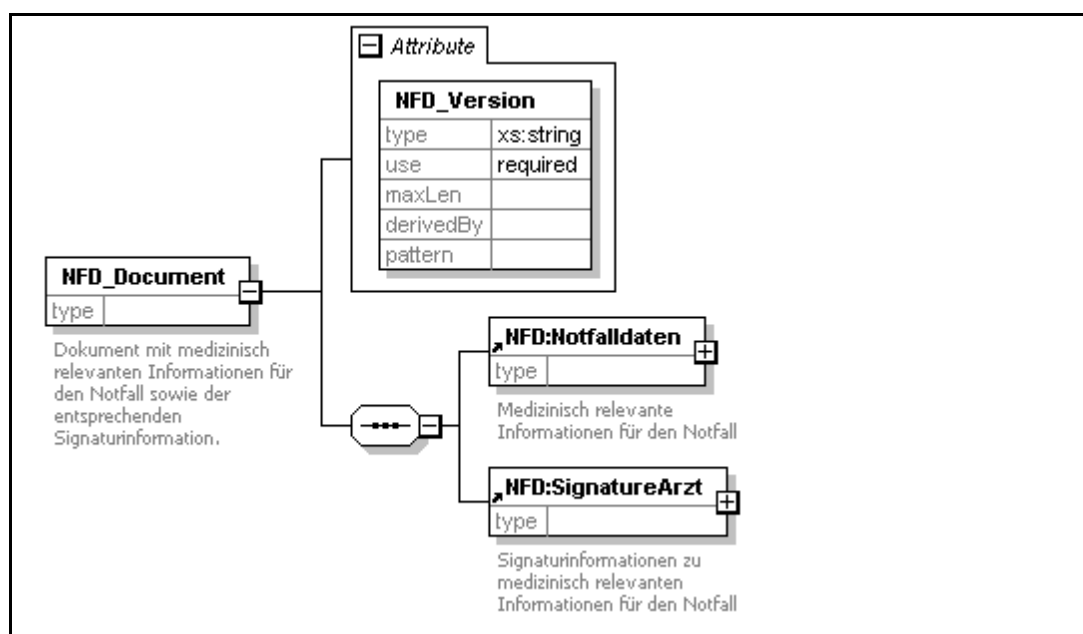 Attribute
NFD_Version
type xs:string
use required
maxLen
derivedBy
pattern
NFD_Document
type
Dokument mit medizinisch
relevanten Informationen für
den Notfall sowie der
entsprechenden
Signaturinformation.
NFD:Notfalldaten
type
Medizinisch relevante
Informationen für den Notfall
NFD:SignatureArzt
type
Signaturinformationen zu
medizinisch relevanten
Informationen für den Notfall